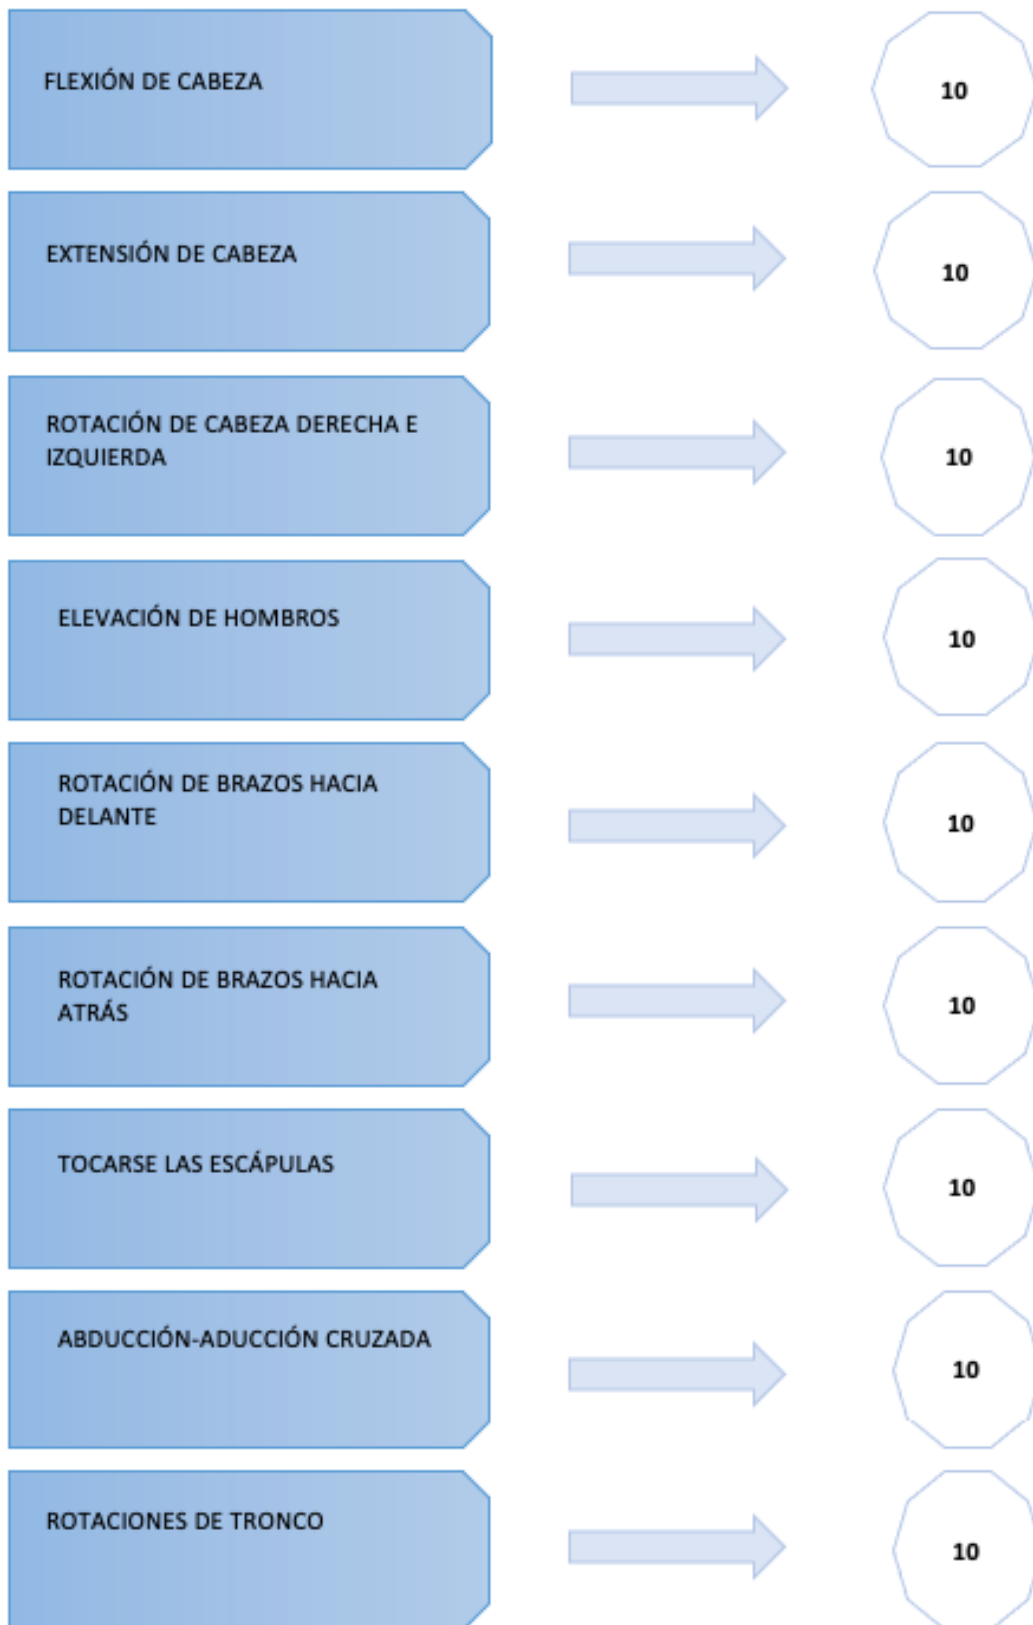 FLEXIÓN DE CABEZA
10
EXTENSIÓN DE CABEZA
10
ROTACIÓN DE CABEZA DERECHA E
IZQUIERDA
10
ELEVACIÓN DE HOMBROS
10
ROTACIÓN DE BRAZOS HACIA
DELANTE
10
ROTACIÓN DE BRAZOS HACIA
ATRÁS
10
TOCARSE LAS ESCÁPULAS
10
ABDUCCIÓN-ADUCCIÓN CRUZADA
10
ROTACIONES DE TRONCO
10